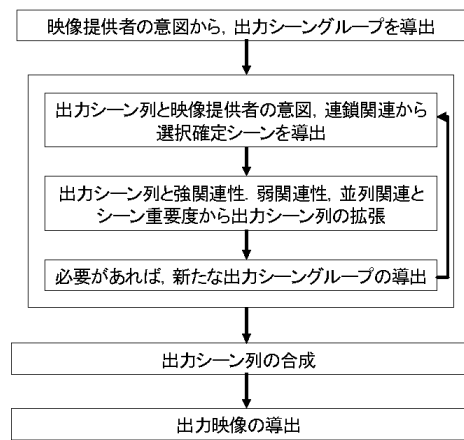 映像提供者の意図から，出力シーングループを導出
出力シーン列と映像提供者の意図，連鎖関連から
選択確定シーンを導出
出力シーン列と強関連性．弱関連性，並列関連と
シーン重要度から出力シーン列の拡張
必要があれば，新たな出力シーングループの導出
出力シーン列の合成
出力映像の導出